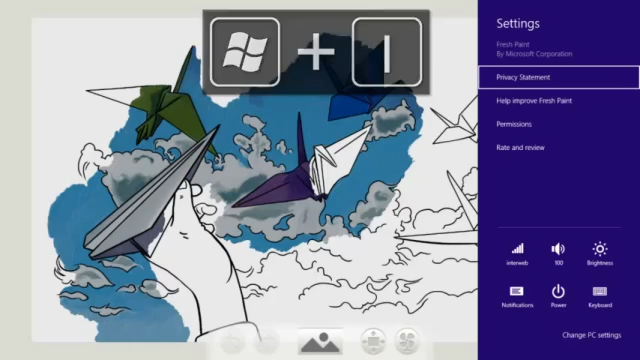 + I
Settings
Fresh Paint
By Microsoft Corporation
Privacy Statement
Help improve Fresh Paint
Permissions
Rate and review
interweb
100
Brightness
Notifications
Power
Keyboard
Change PC settings